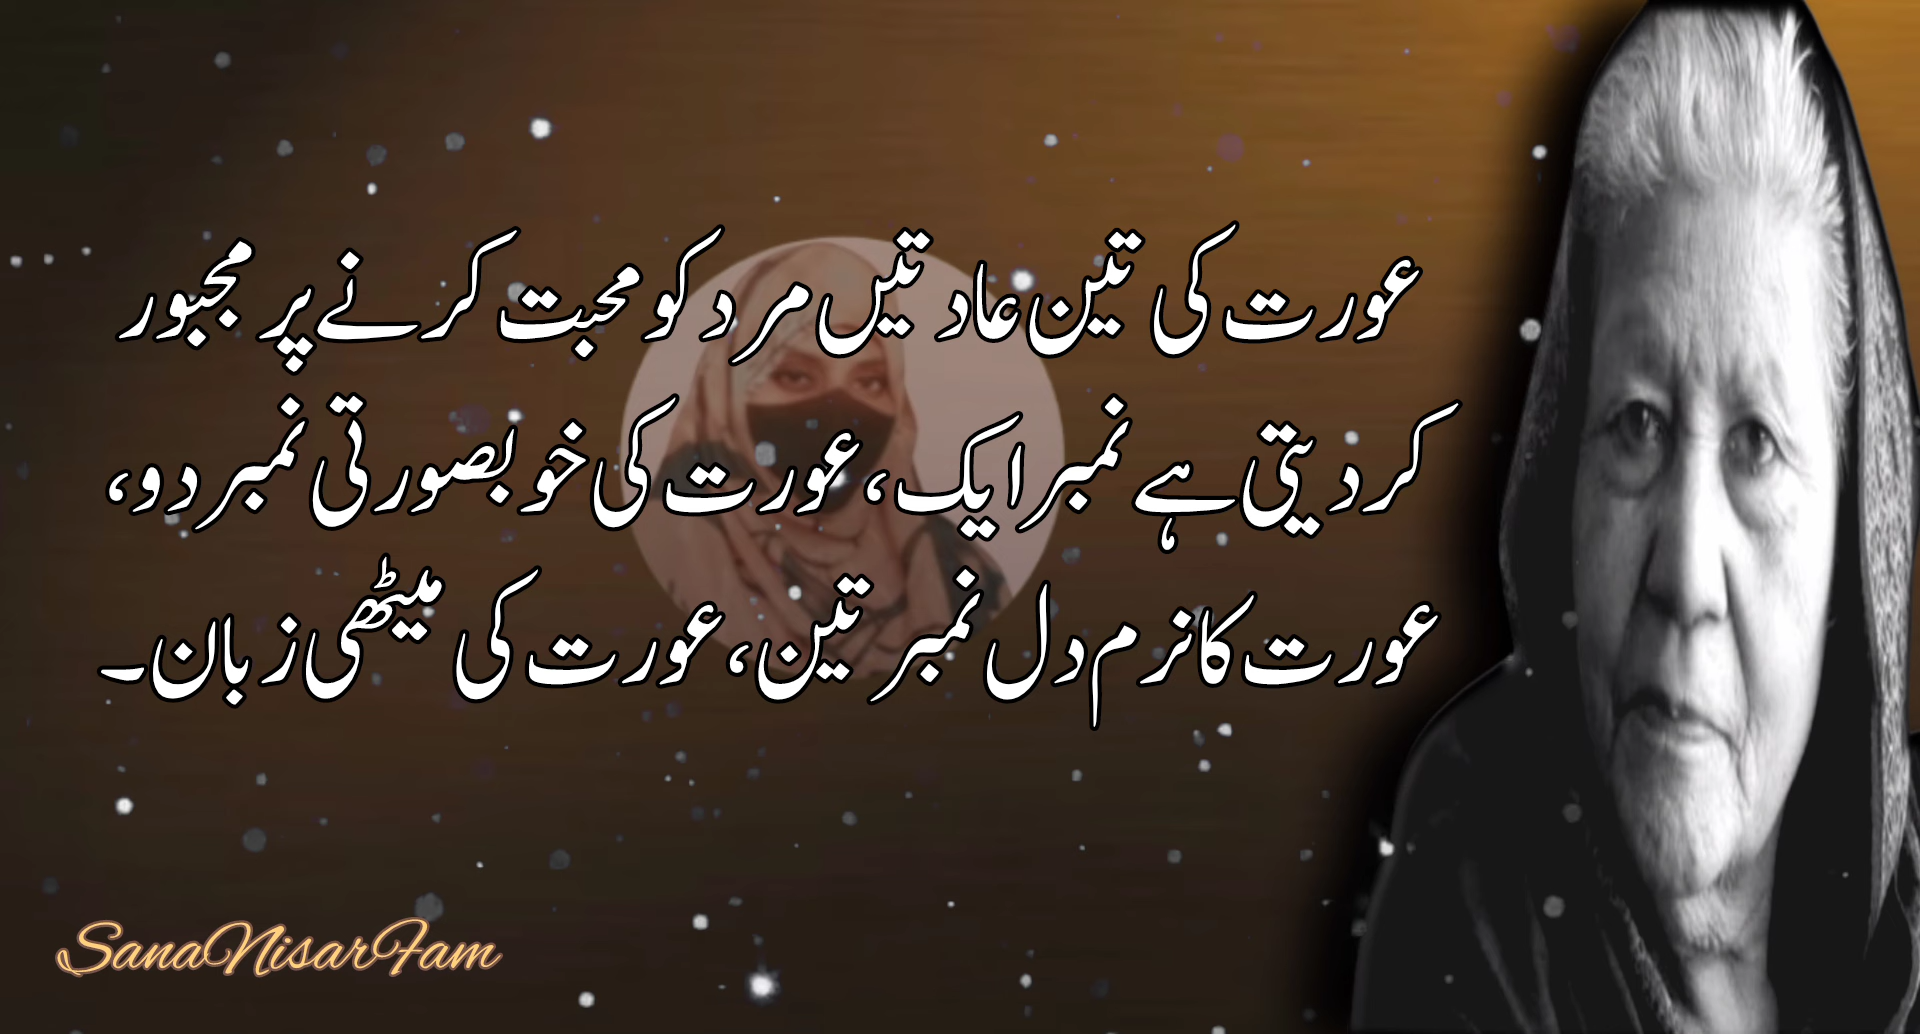 عورت کی تین عادتیں مرد کو محبت کرنے پر مجبور
کر دیتی ہے نمبر ایک، عورت کی خوبصورتی نمبر دو،
عورت کا نرم دل نمبر تین، عورت کی میٹھی زبان۔
SanaNisarFam